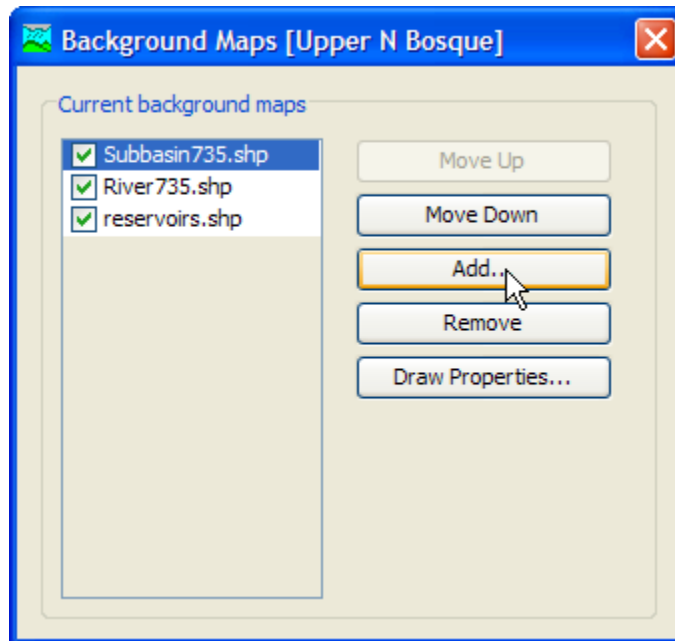 Background Maps [Upper N Bosque]
Current background maps
Subbasin735.shp
River735.shp
reservoirs.shp
Move Up
Move Down
Add...
Remove
Draw Properties...